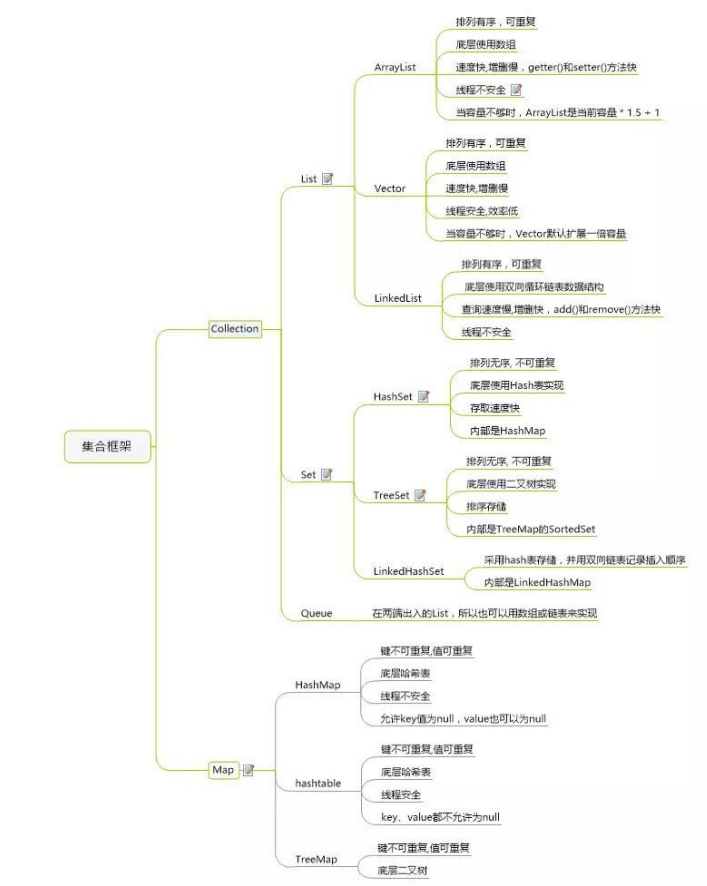 集合框架
Collection
List
ArrayList
排列有序，可重复
底层使用数组
速度快,增删慢，getter()和setter()方法快
线程不安全
当容量不够时，ArrayList是当前容量 * 1.5 + 1
Vector
排列有序，可重复
底层使用数组
速度快,增删慢
线程安全,效率低
当容量不够时，Vector默认扩展一倍容量
LinkedList
排列有序，可重复
底层使用双向循环链表数据结构
查询速度慢,增删快，add()和remove()方法快
线程不安全
Set
HashSet
排列无序, 不可重复
底层使用Hash表实现
存取速度快
内部是HashMap
TreeSet
排列无序, 不可重复
底层使用二叉树实现
排序存储
内部是TreeMap的SortedSet
LinkedHashSet
采用hash表存储，并用双向链表记录插入顺序
内部是LinkedHashMap
Queue
在两端出入的List，所以也可以用数组或链表来实现
Map
HashMap
键不可重复,值可重复
底层哈希表
线程不安全
允许key值为null，value也可以为null
hashtable
键不可重复,值可重复
底层哈希表
线程安全
key、value都不允许为null
TreeMap
键不可重复,值可重复
底层二叉树